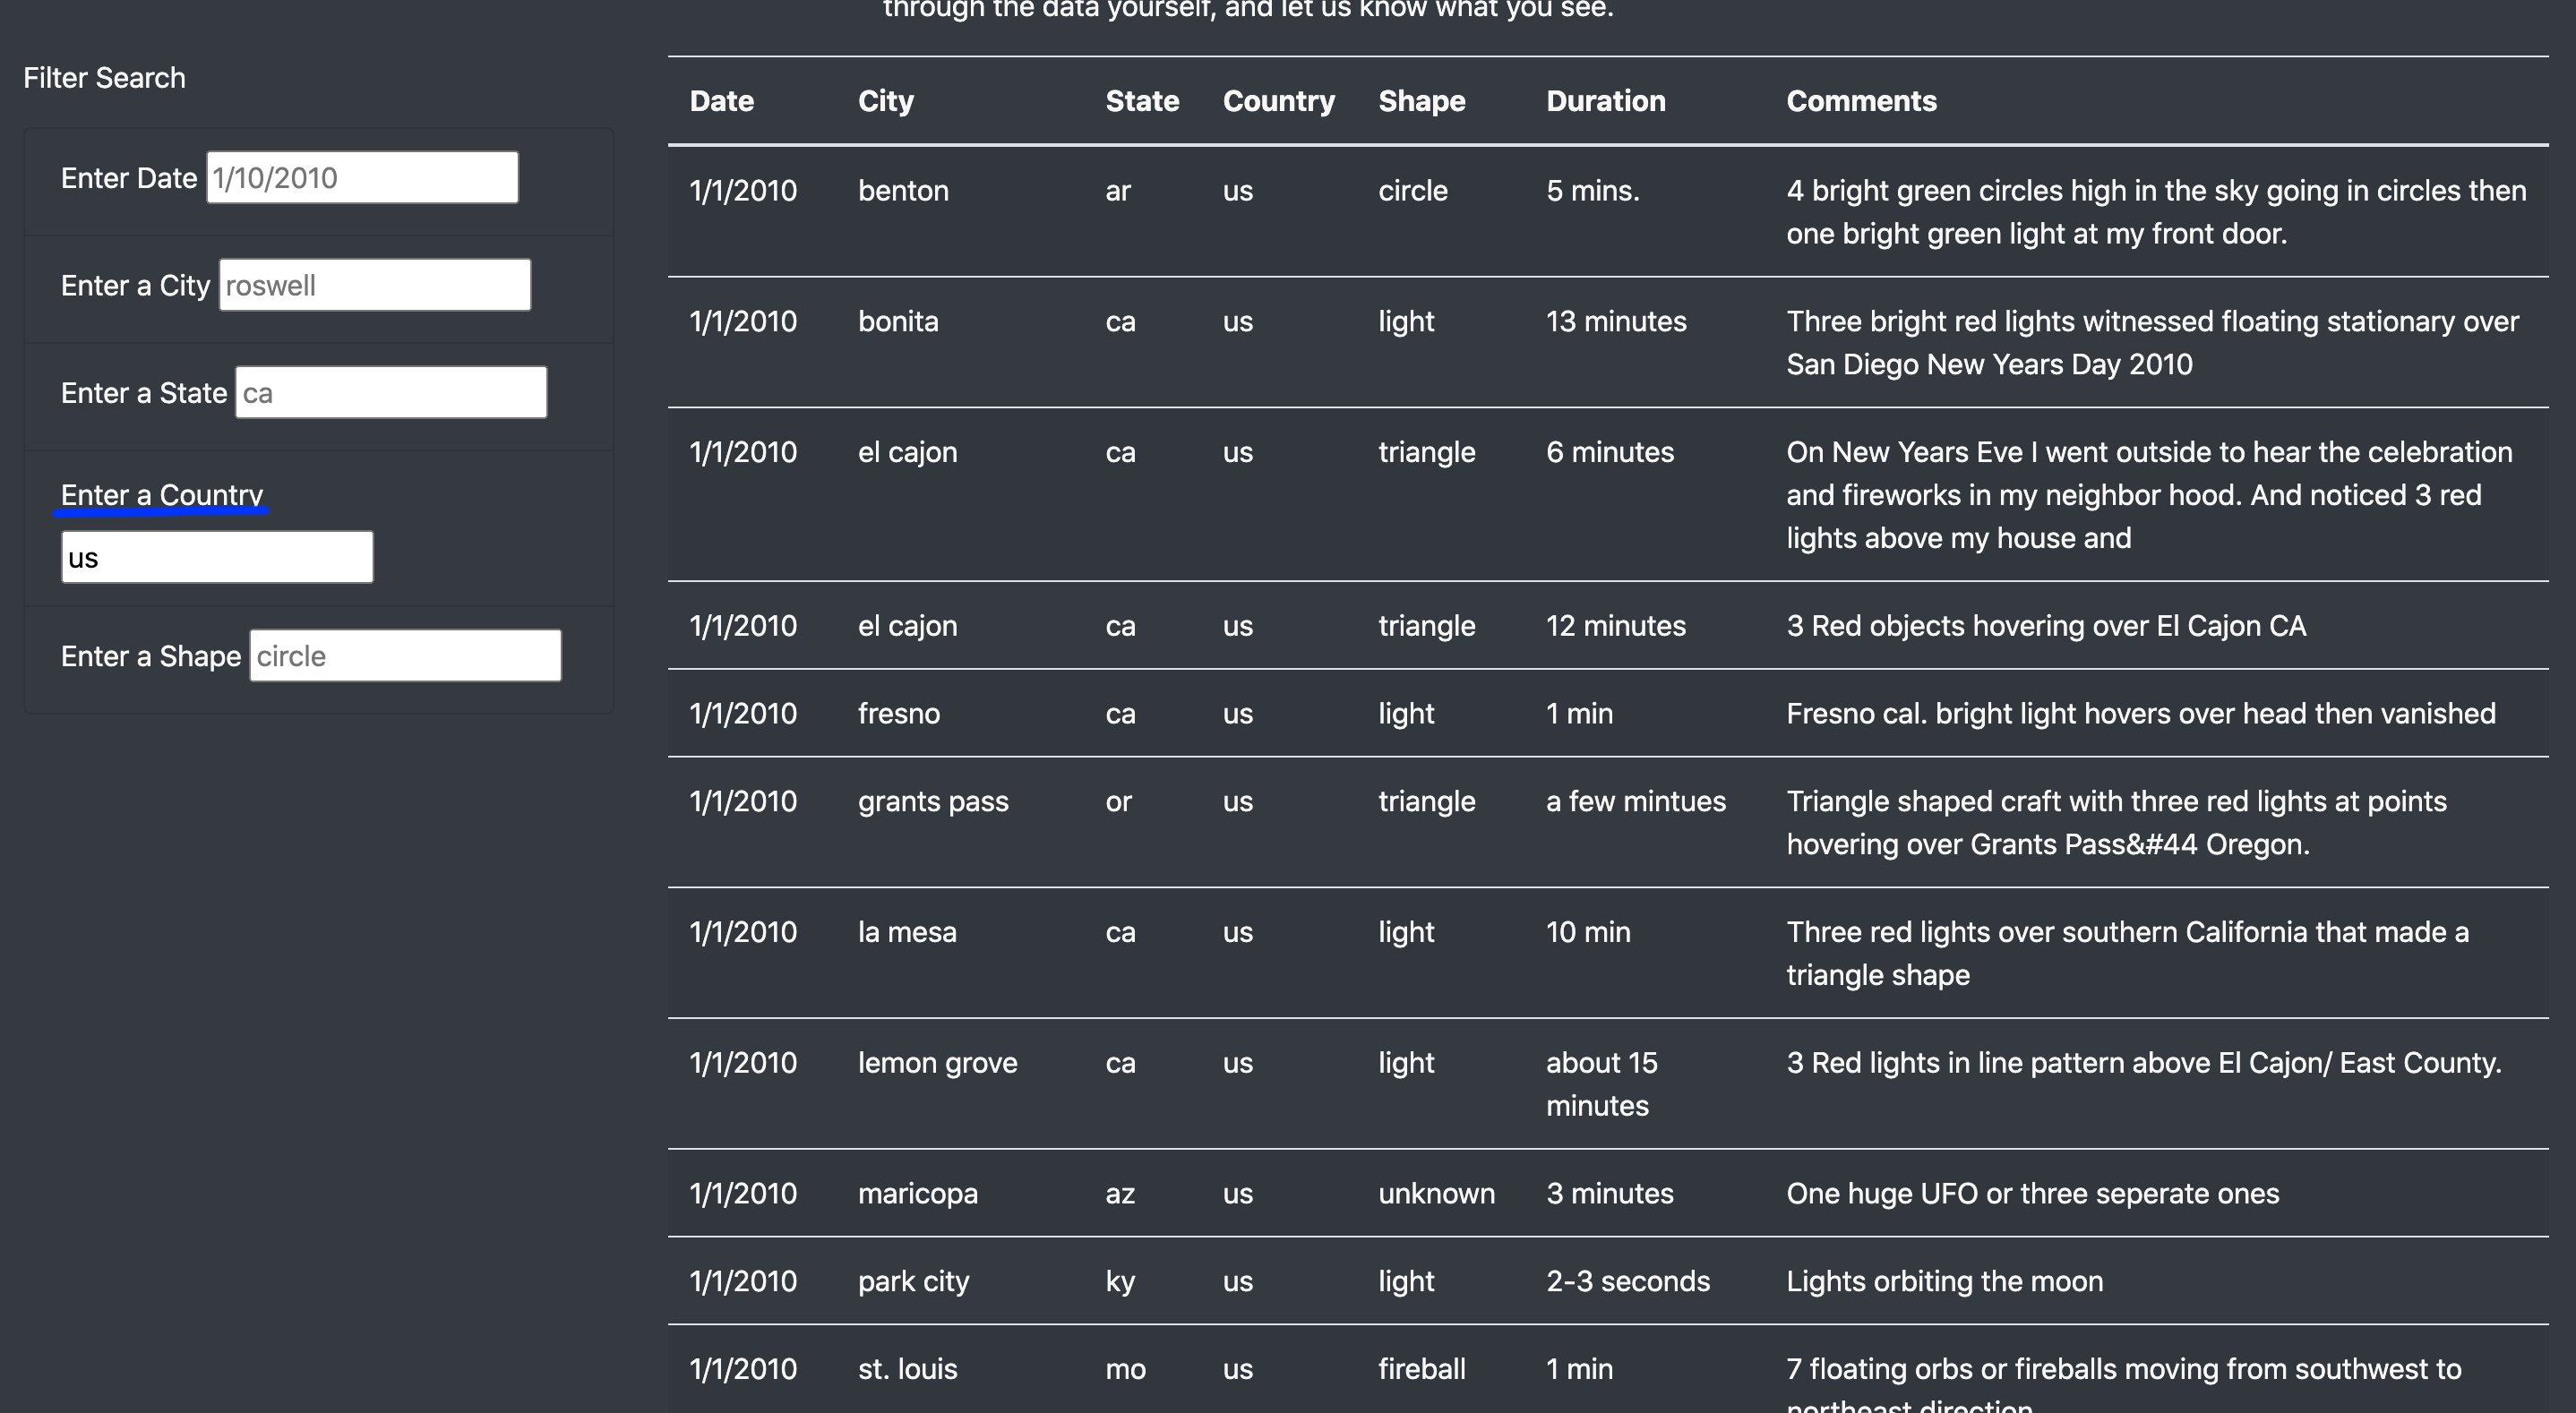 through the data yourself, and let us know what you see.
Filter Search
Enter Date 1/10/2010
Enter a City roswell
Enter a State ca
Enter a Country
us
Enter a Shape circle
Date City State Country Shape Duration Comments
1/1/2010 benton ar us circle 5 mins. 4 bright green circles high in the sky going in circles then
one bright green light at my front door.
1/1/2010 bonita ca us light 13 minutes Three bright red lights witnessed floating stationary over
San Diego New Years Day 2010
1/1/2010 el cajon ca us triangle 6 minutes On New Years Eve I went outside to hear the celebration
and fireworks in my neighbor hood. And noticed 3 red
lights above my house and
1/1/2010 el cajon ca us triangle 12 minutes 3 Red objects hovering over El Cajon CA
1/1/2010 fresno ca us light 1 min Fresno cal. bright light hovers over head then vanished
1/1/2010 grants pass or us triangle a few mintues Triangle shaped craft with three red lights at points
hovering over Grants Pass&#44 Oregon.
1/1/2010 la mesa ca us light 10 min Three red lights over southern California that made a
triangle shape
1/1/2010 lemon grove ca us light about 15 3 Red lights in line pattern above El Cajon/ East County.
minutes
1/1/2010 maricopa az us unknown 3 minutes One huge UFO or three seperate ones
1/1/2010 park city ky us light 2-3 seconds Lights orbiting the moon
1/1/2010 st. louis mo us fireball 1 min 7 floating orbs or fireballs moving from southwest to
northeast direction